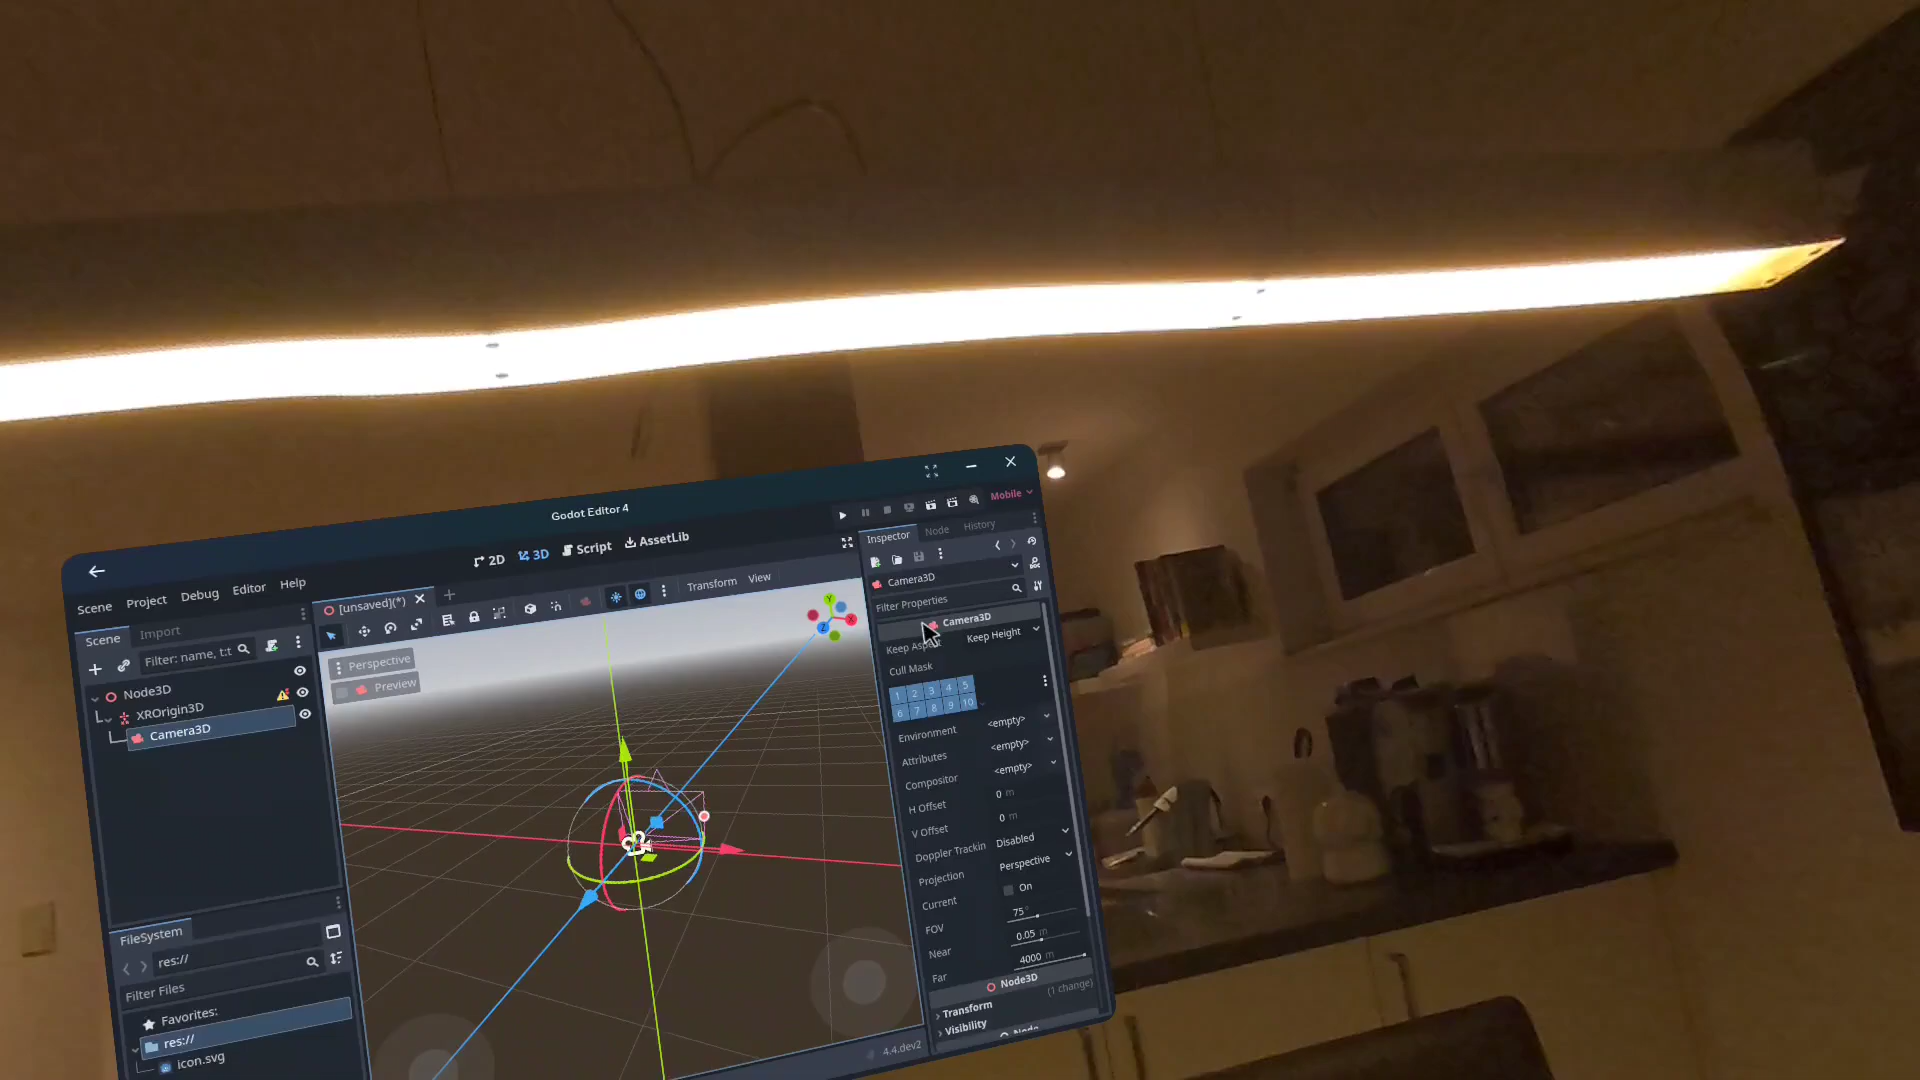 Godot Editor 4
Scene Project Debug Editor Help
2D 3D Script AssetLib
Mobile
Scene Import
Filter: name, t:t
Node3D
XROrigin3D
Camera3D
FileSystem
res://
Filter Files
Favorites:
res://
icon.svg
[unsaved](*)
Transform View
Perspective
Preview
Y
X
Z
4.4.dev2
Inspector Node History
Camera3D
Filter Properties
Camera3D
Keep Aspect Keep Height
Cull Mask
1 2 3 4 5
6 7 8 9 10
Environment <empty>
Attributes <empty>
Compositor <empty>
H Offset 0 m
V Offset 0 m
Doppler Trackin Disabled
Projection Perspective
Current On
FOV 75°
Near 0.05 m
Far 4000 m
Node3D
Transform (1 change)
Visibility
Node